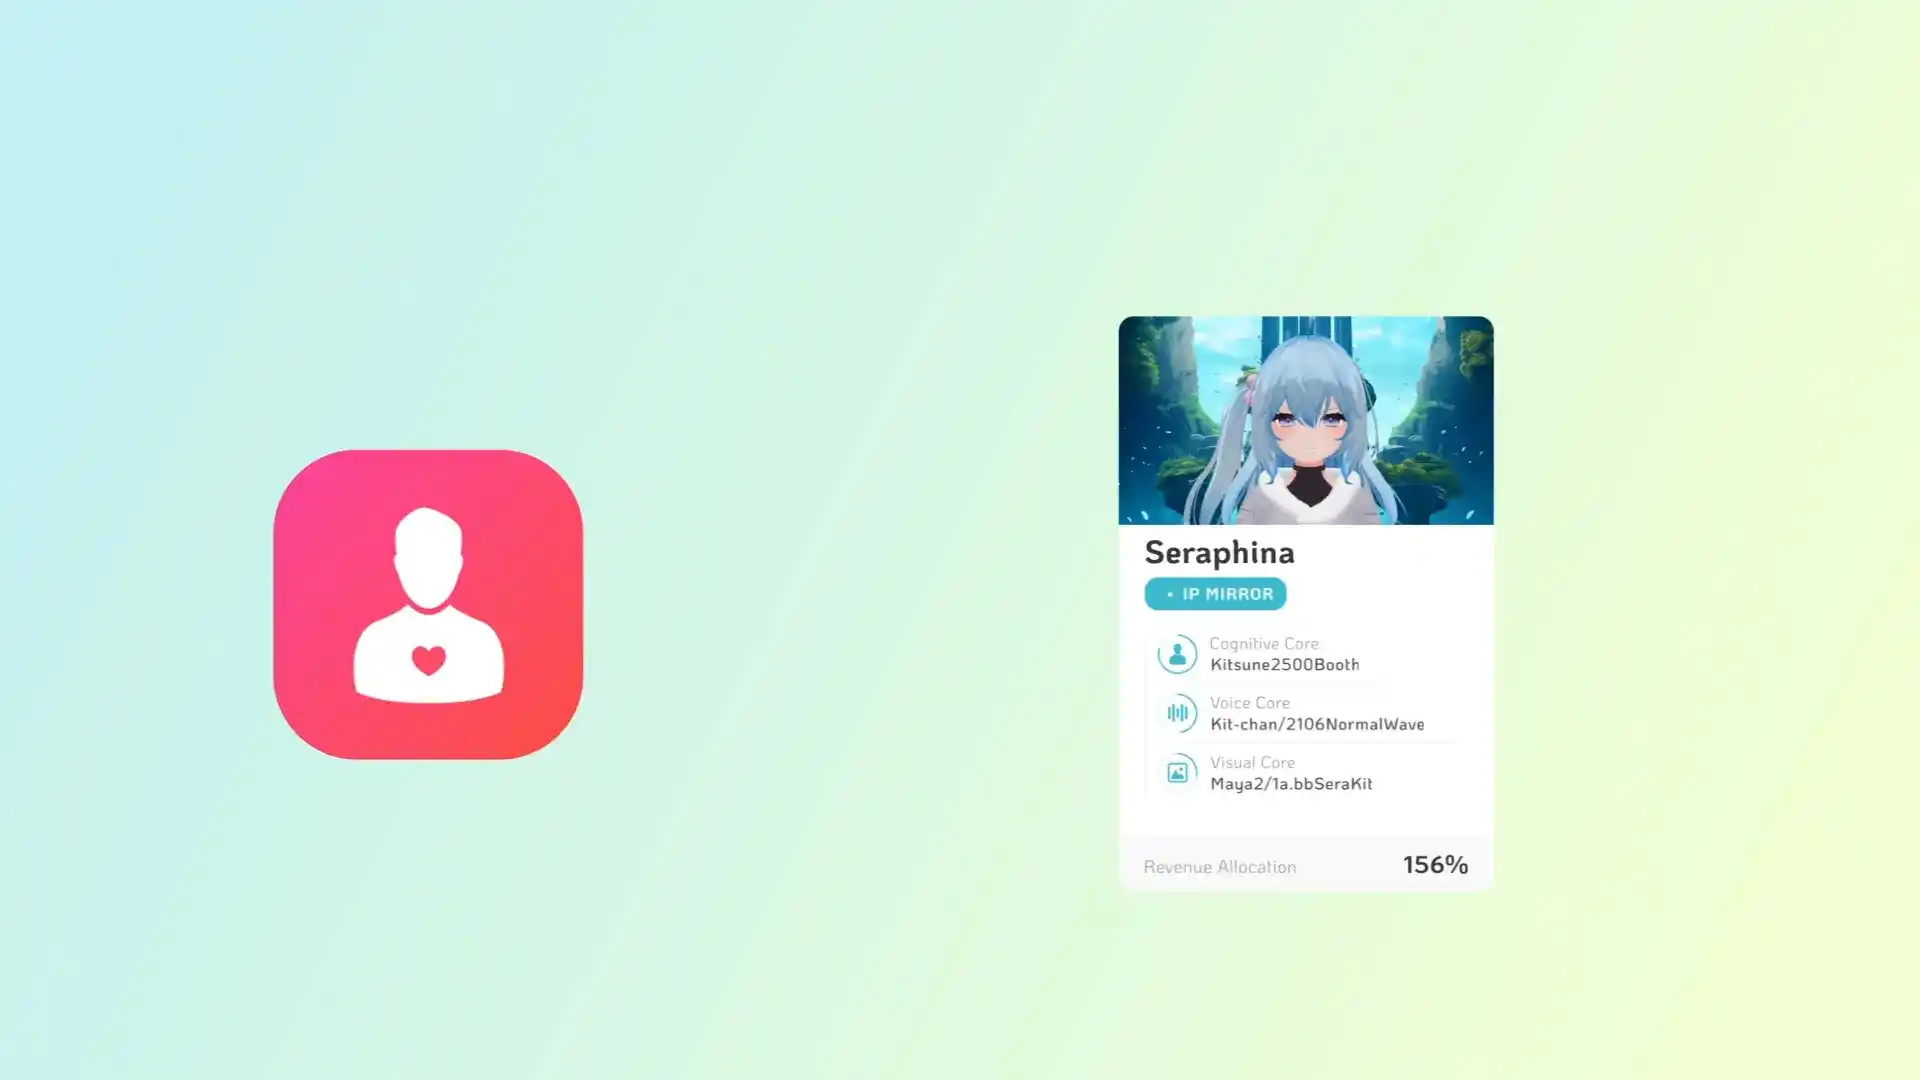 Seraphina
• IP MIRROR
Cognitive Core
Kitsune2500Booth
Voice Core
Kit-chan/2106NormalWave
Visual Core
Maya2/1a.bbSeraKit
Revenue Allocation
156%